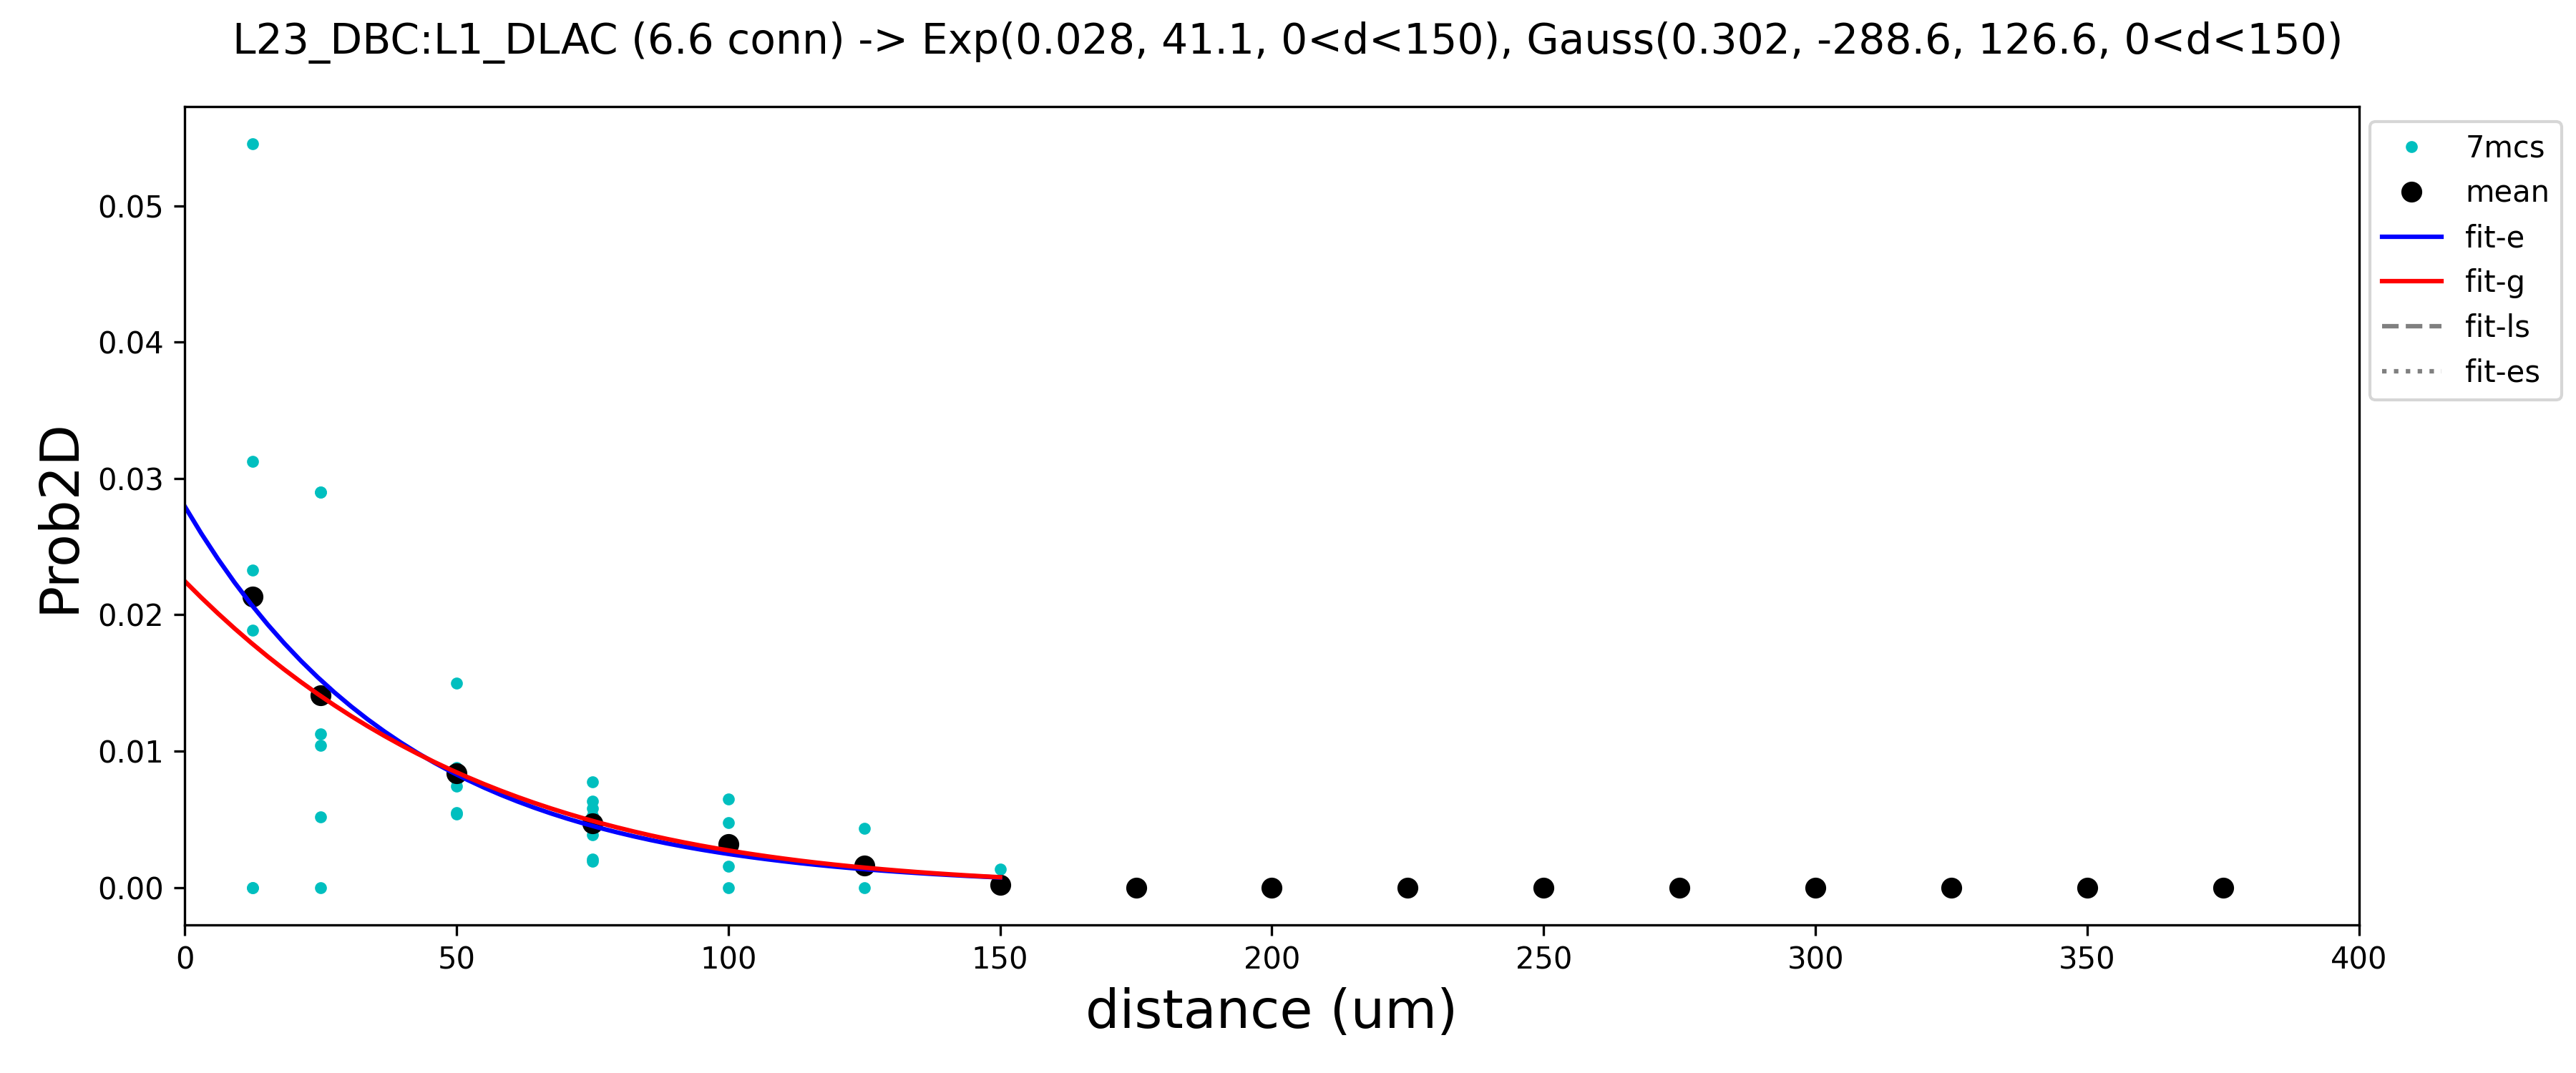 L23_DBC:L1_DLAC (6.6 conn) -> Exp(0.028, 41.1, 0<d<150), Gauss(0.302, -288.6, 126.6, 0<d<150)
7mcs
mean
fit-e
fit-g
fit-ls
fit-es
Prob2D
0.05
0.04
0.03
0.02
0.01
0.00
0 50 100 150 200 250 300 350 400
distance (um)